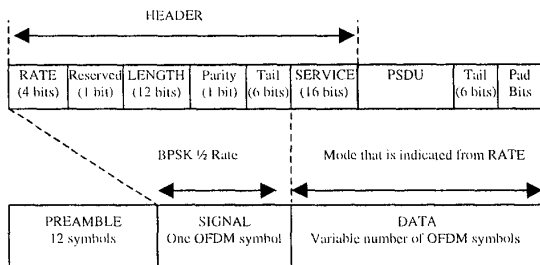 HEADER
RATE Reserved LENGTH Parity Tail SERVICE PSDU Tail Pad
(4 bits) (1 bit) (12 bits) (1 bit) (6 bits) (16 bits) (6 bits) Bits
BPSK ½ Rate Mode that is indicated from RATE
PREAMBLE SIGNAL DATA
12 symbols One OFDM symbol Variable number of OFDM symbols